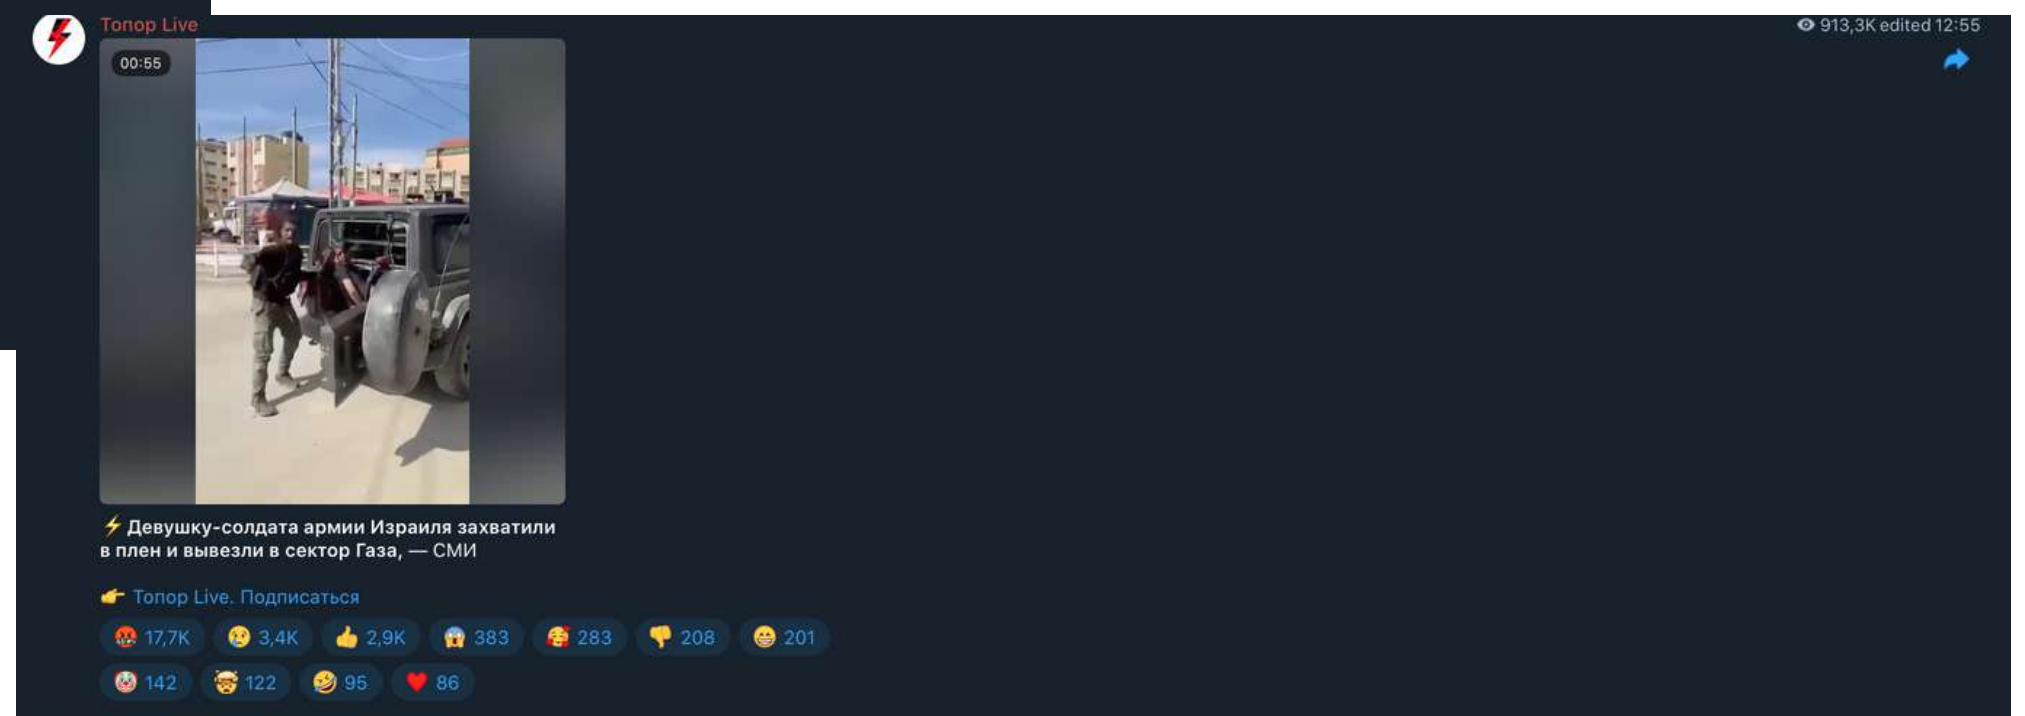 Топор Live
913,3K edited 12:55
00:55
⚡ Девушку-солдата армии Израиля захватили
в плен и вывезли в сектор Газа, — СМИ
👉 Топор Live. Подписаться
🤬 17,7K 😢 3,4K 👍 2,9K 😱 383 🥰 283 👎 208 😁 201
🤡 142 🤯 122 🤣 95 ❤️ 86